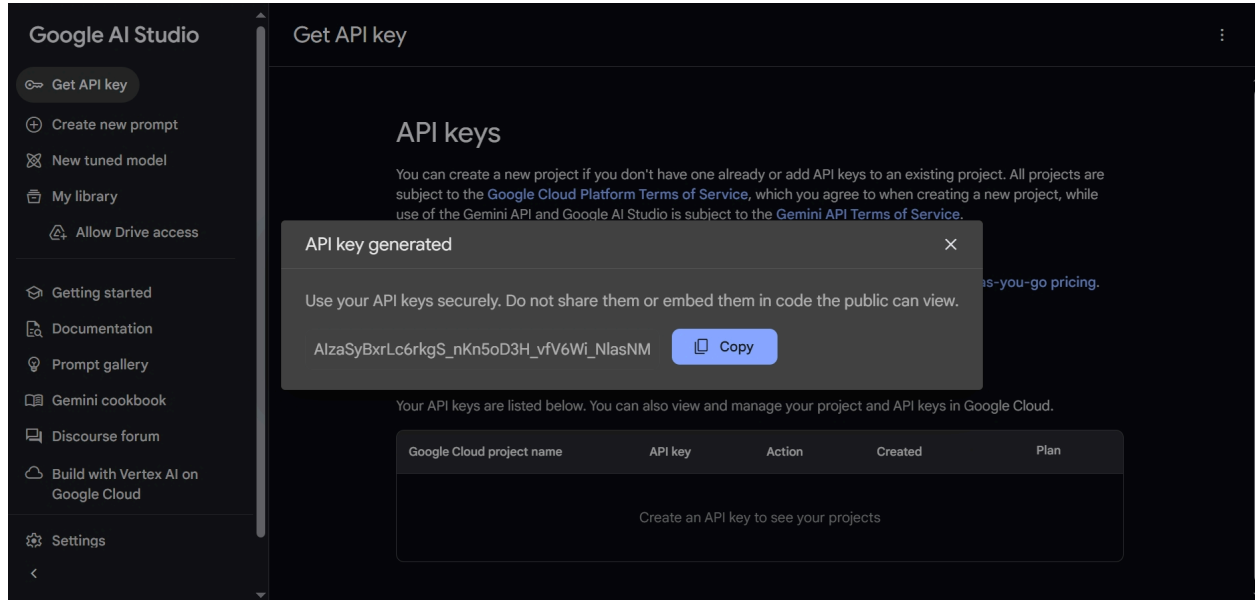 Google AI Studio
Get API key
Create new prompt
New tuned model
My library
Allow Drive access
Getting started
Documentation
Prompt gallery
Gemini cookbook
Discourse forum
Build with Vertex AI on
Google Cloud
Settings
Get API key
API keys
You can create a new project if you don't have one already or add API keys to an existing project. All projects are
subject to the Google Cloud Platform Terms of Service, which you agree to when creating a new project, while
use of the Gemini API and Google AI Studio is subject to the Gemini API Terms of Service.
API key generated
as-you-go pricing.
Use your API keys securely. Do not share them or embed them in code the public can view.
AIzaSyBxrLc6rkgS_nKn5oD3H_vfV6Wi_NlasNM
Copy
Your API keys are listed below. You can also view and manage your project and API keys in Google Cloud.
Google Cloud project name API key Action Created Plan
Create an API key to see your projects